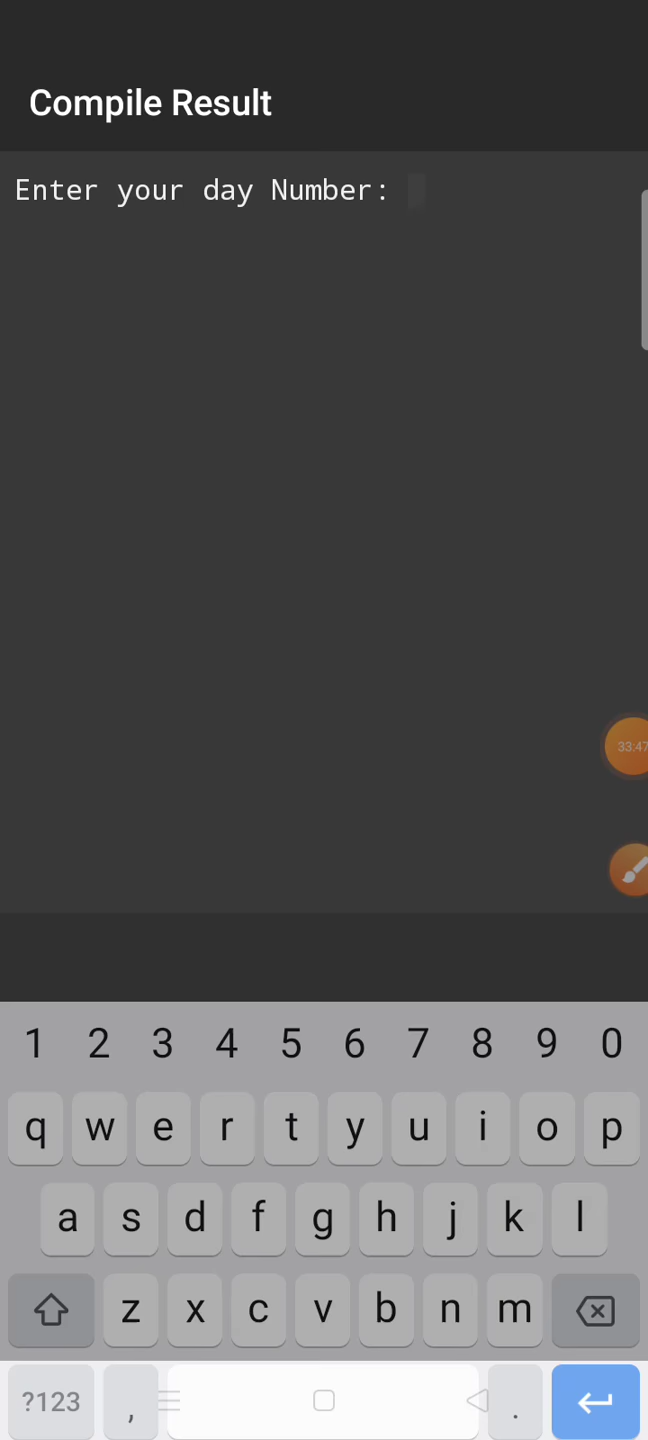 Compile Result
Enter your day Number:
33:47
1 2 3 4 5 6 7 8 9 0
q w e r t y u i o p
a s d f g h j k l
z x c v b n m
?123 , .